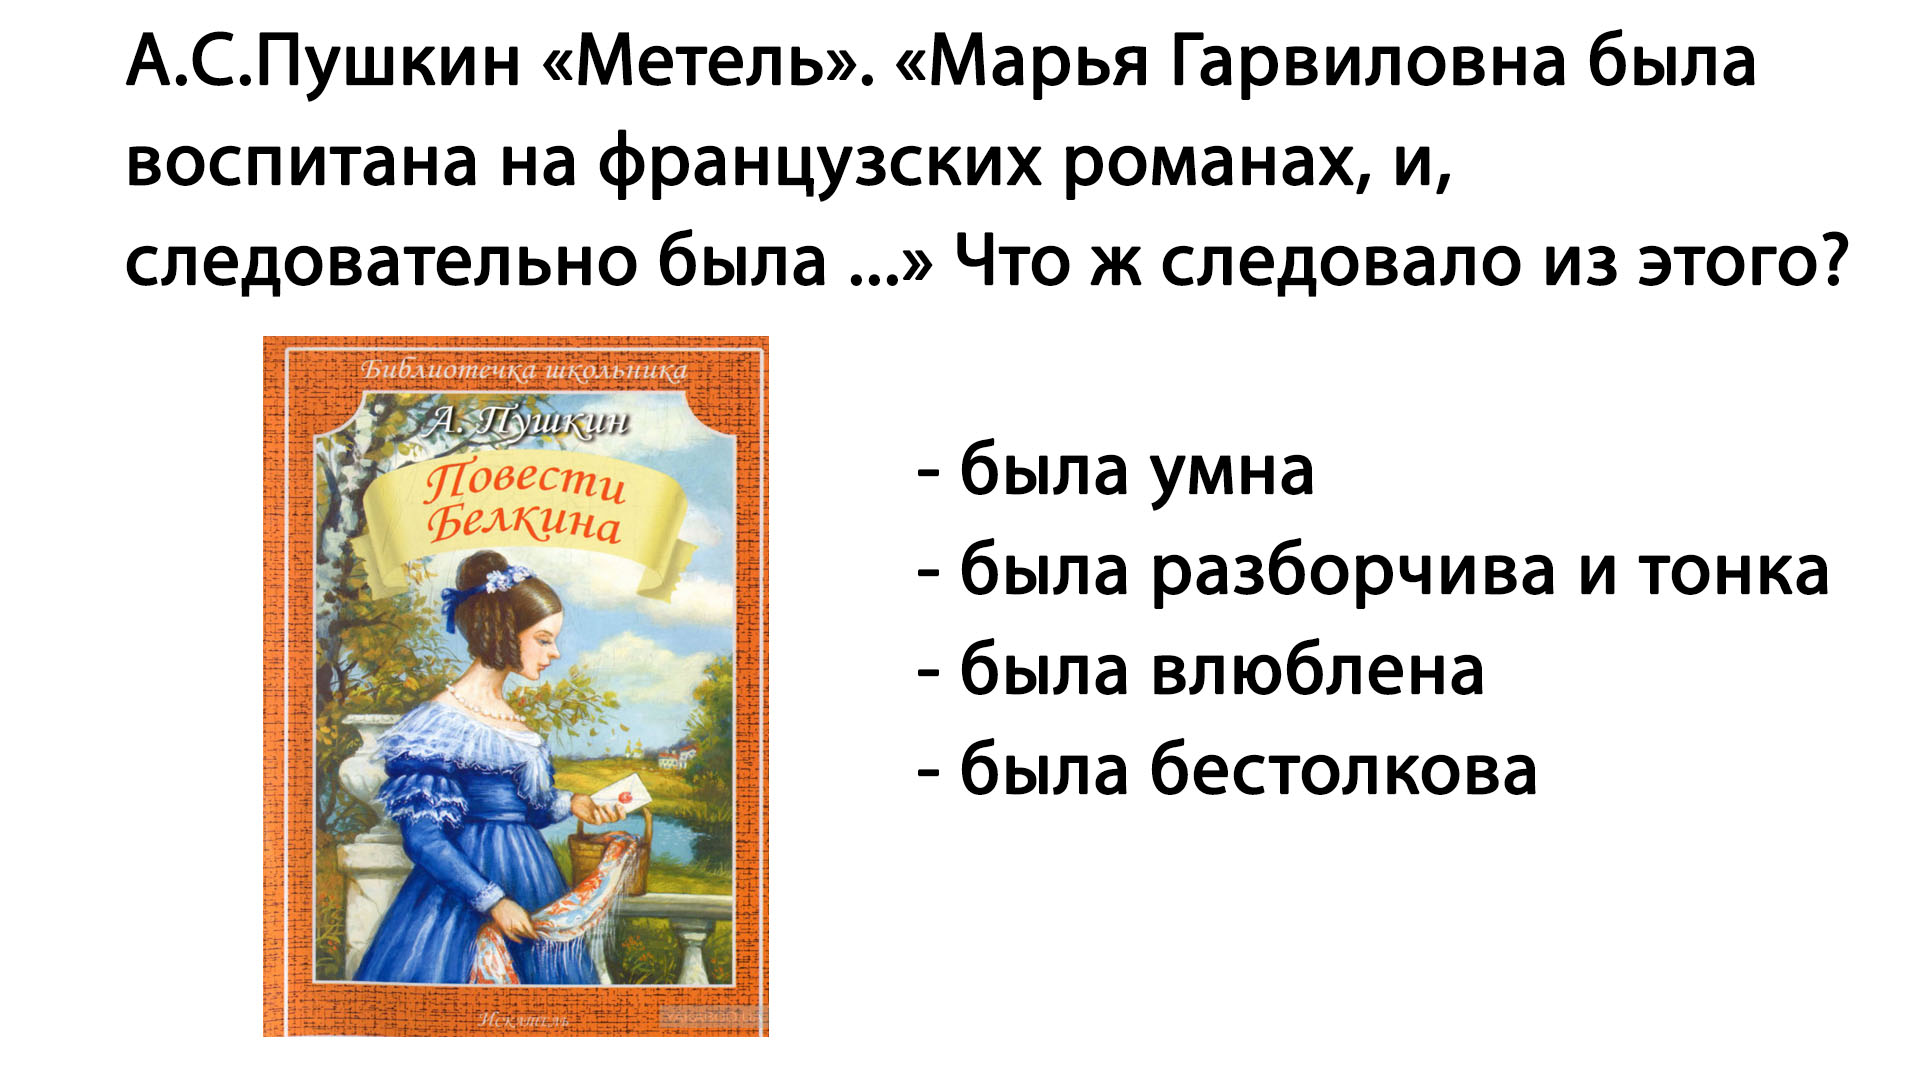 А.С.Пушкин «Метель». «Марья Гарвиловна была
воспитана на французских романах, и,
следовательно была ...» Что ж следовало из этого?
Библиотечка школьника
А. Пушкин
Повести
Белкина
Искатель
- была умна
- была разборчива и тонка
- была влюблена
- была бестолкова